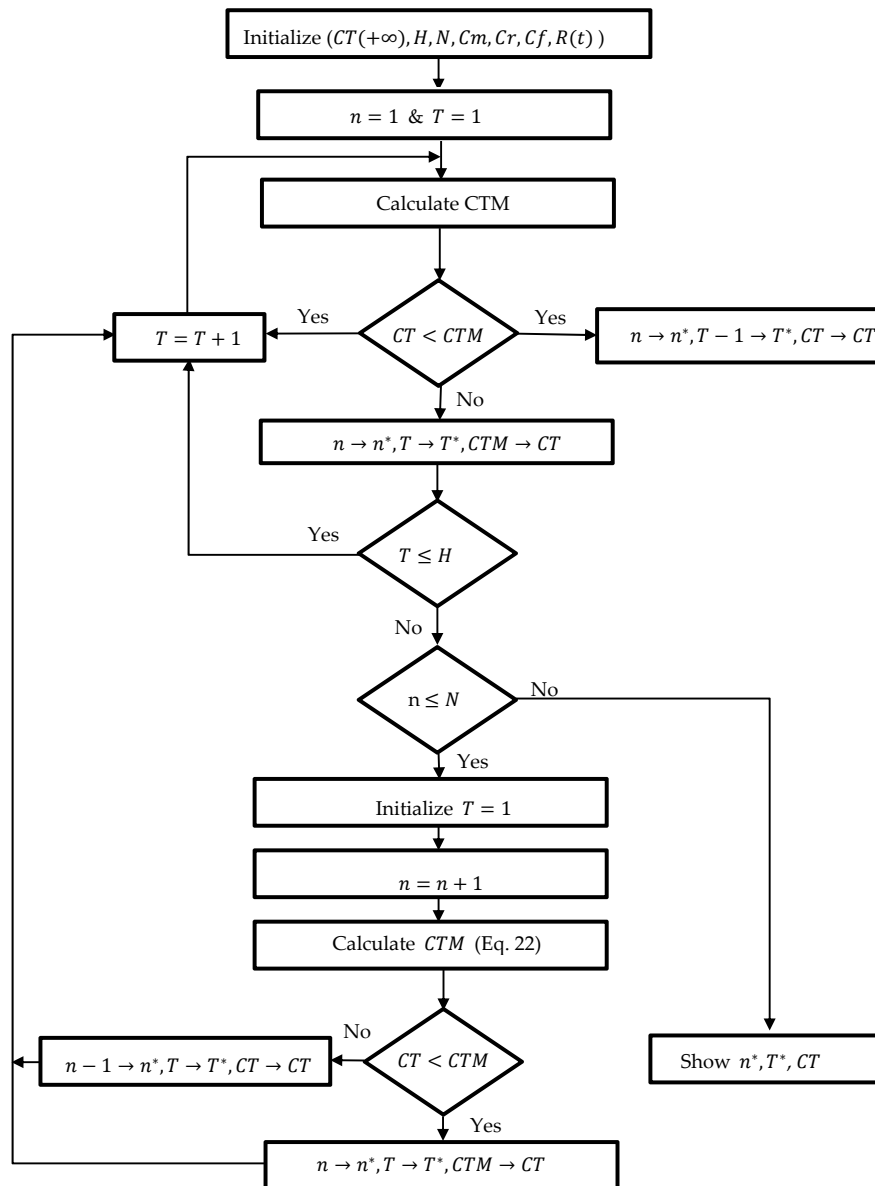 Initialize (CT(+∞), H, N, Cm, Cr, Cf, R(t) )
n = 1 & T = 1
Calculate CTM
Yes
Yes
T = T + 1
CT < CTM
n → n*, T − 1 → T*, CT → CT
No
n → n*, T → T*, CTM → CT
Yes
T ≤ H
No
n ≤ N
No
Yes
Initialize T = 1
n = n + 1
Calculate CTM (Eq. 22)
No
n − 1 → n*, T → T*, CT → CT
CT < CTM
Show n*, T*, CT
Yes
n → n*, T → T*, CTM → CT